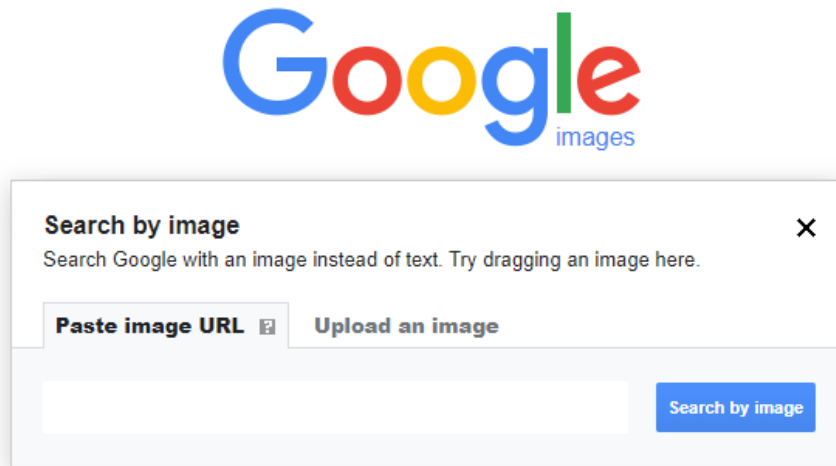 Google
images
Search by image
Search Google with an image instead of text. Try dragging an image here.
Paste image URL ?
Upload an image
Search by image